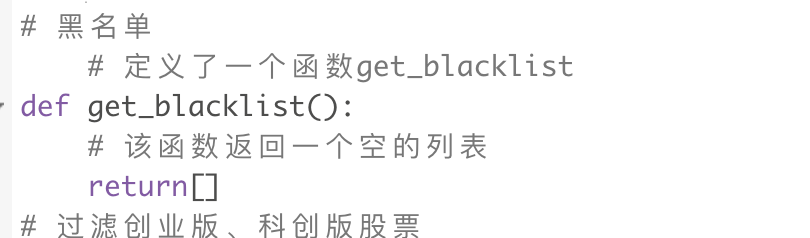 # 黑名单
# 定义了一个函数get_blacklist
def get_blacklist():
# 该函数返回一个空的列表
return[]
# 过滤创业版、科创版股票